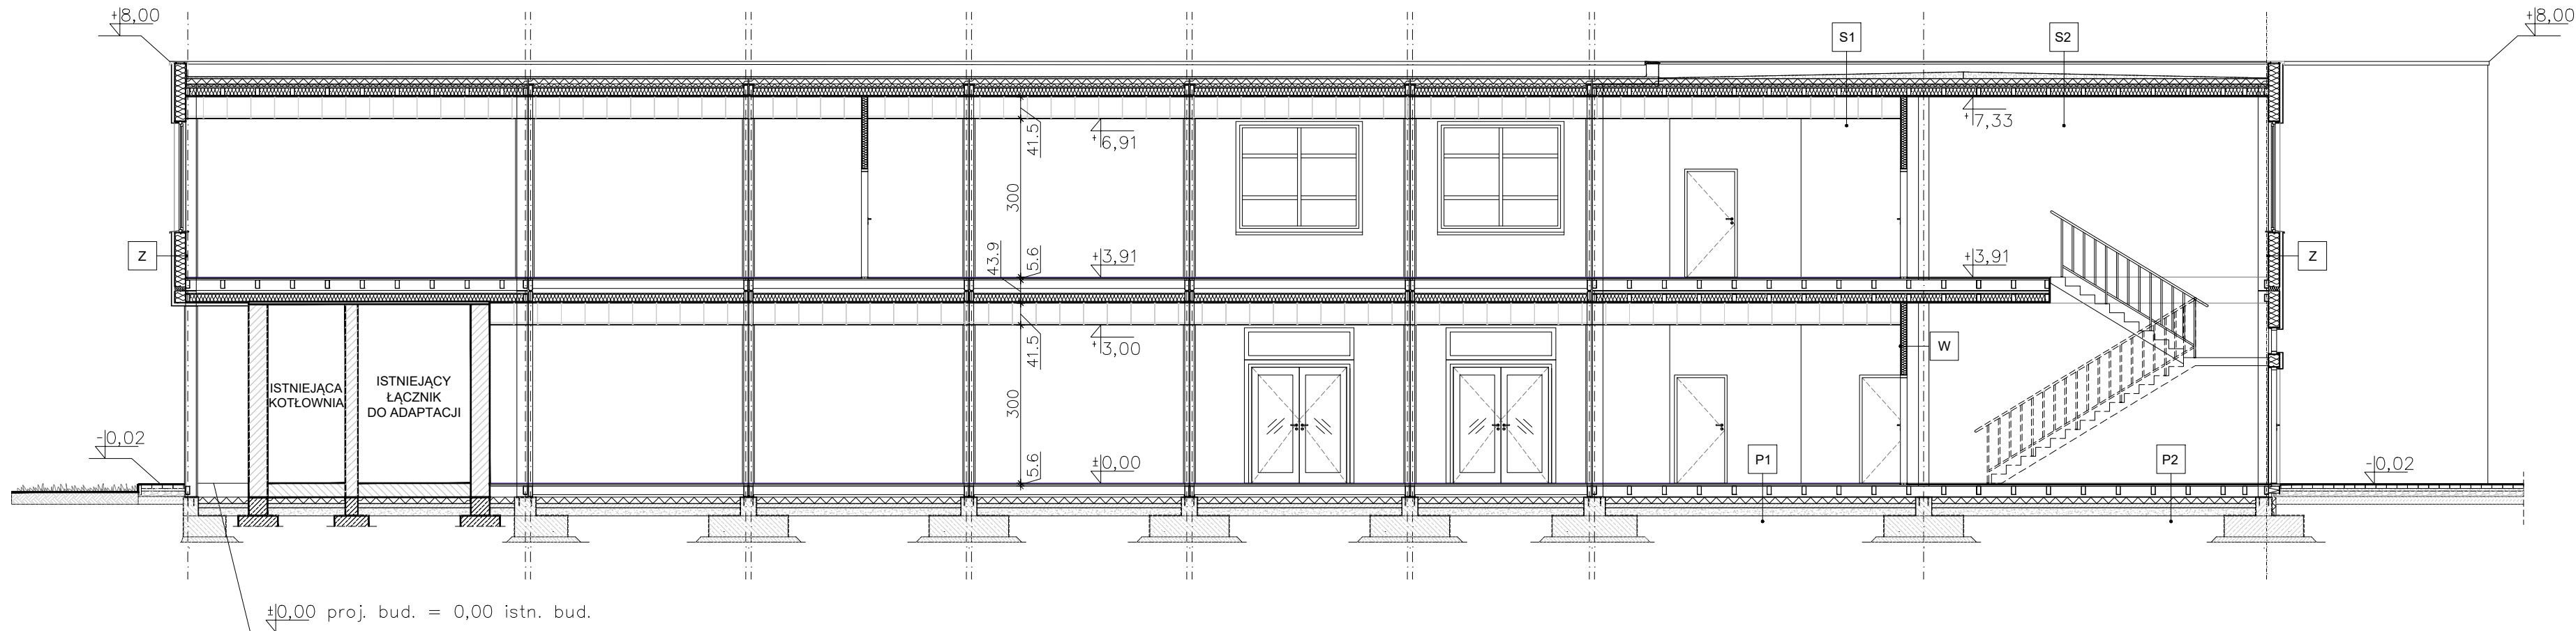 +8,00
+8,00
S1
S2
41.5
+6,91
+7,33
300
Z
43.9
5.6
+3,91
+3,91
Z
41.5
+3,00
W
ISTNIEJĄCA
KOTŁOWNIA
ISTNIEJĄCY
ŁĄCZNIK
DO ADAPTACJI
300
-0,02
5.6
±0,00
P1
P2
-0,02
±0,00 proj. bud. = 0,00 istn. bud.